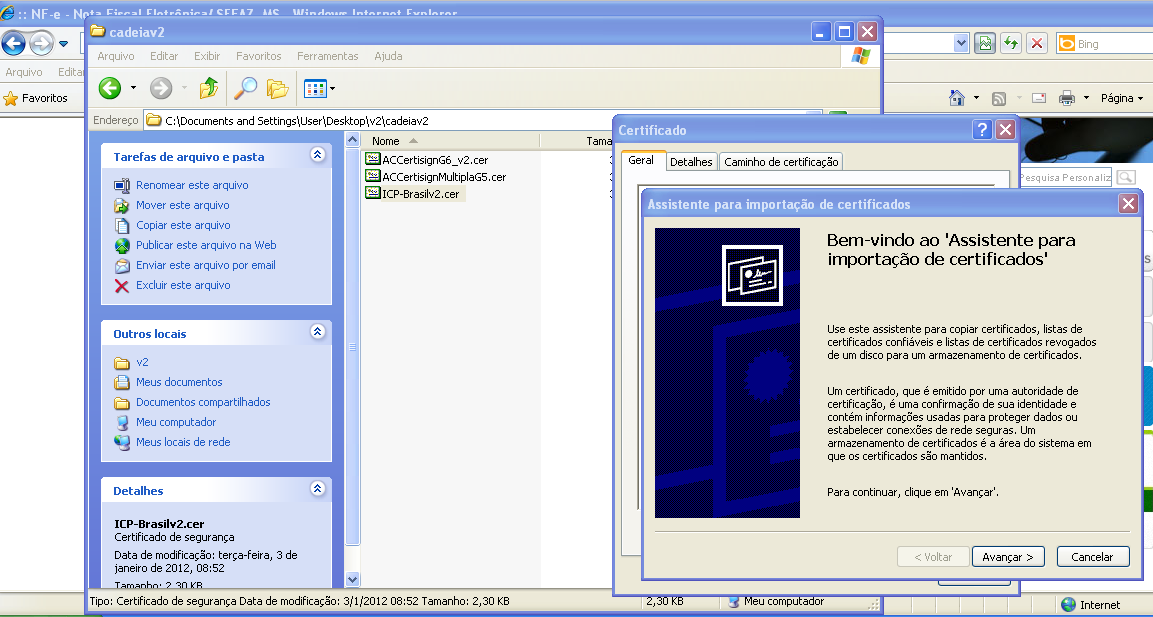 :: NF-e - Nota Fiscal Eletrônica/ SEFAZ MS - Windows Internet Explorer
cadeiav2
Arquivo Editar Exibir Favoritos Ferramentas Ajuda
Bing
Arquivo Editar
Favoritos
Página
Endereço C:\Documents and Settings\User\Desktop\v2\cadeiav2
Tarefas de arquivo e pasta
Renomear este arquivo
Mover este arquivo
Copiar este arquivo
Publicar este arquivo na Web
Enviar este arquivo por email
Excluir este arquivo
Outros locais
v2
Meus documentos
Documentos compartilhados
Meu computador
Meus locais de rede
Detalhes
ICP-Brasilv2.cer
Certificado de segurança
Data de modificação: terça-feira, 3 de
janeiro de 2012, 08:52
Tamanho: 2,30 KB
Nome Tama
ACCertisignG6_v2.cer
ACCertisignMultiplaG5.cer
ICP-Brasilv2.cer
Certificado
Geral Detalhes Caminho de certificação
Pesquisa Personaliz
Assistente para importação de certificados
Bem-vindo ao 'Assistente para
importação de certificados'
Use este assistente para copiar certificados, listas de
certificados confiáveis e listas de certificados revogados
de um disco para um armazenamento de certificados.
Um certificado, que é emitido por uma autoridade de
certificação, é uma confirmação de sua identidade e
contém informações usadas para proteger dados ou
estabelecer conexões de rede seguras. Um
armazenamento de certificados é a área do sistema em
que os certificados são mantidos.
Para continuar, clique em 'Avançar'.
< Voltar Avançar > Cancelar
Tipo: Certificado de segurança Data de modificação: 3/1/2012 08:52 Tamanho: 2,30 KB 2,30 KB Meu computador
Internet